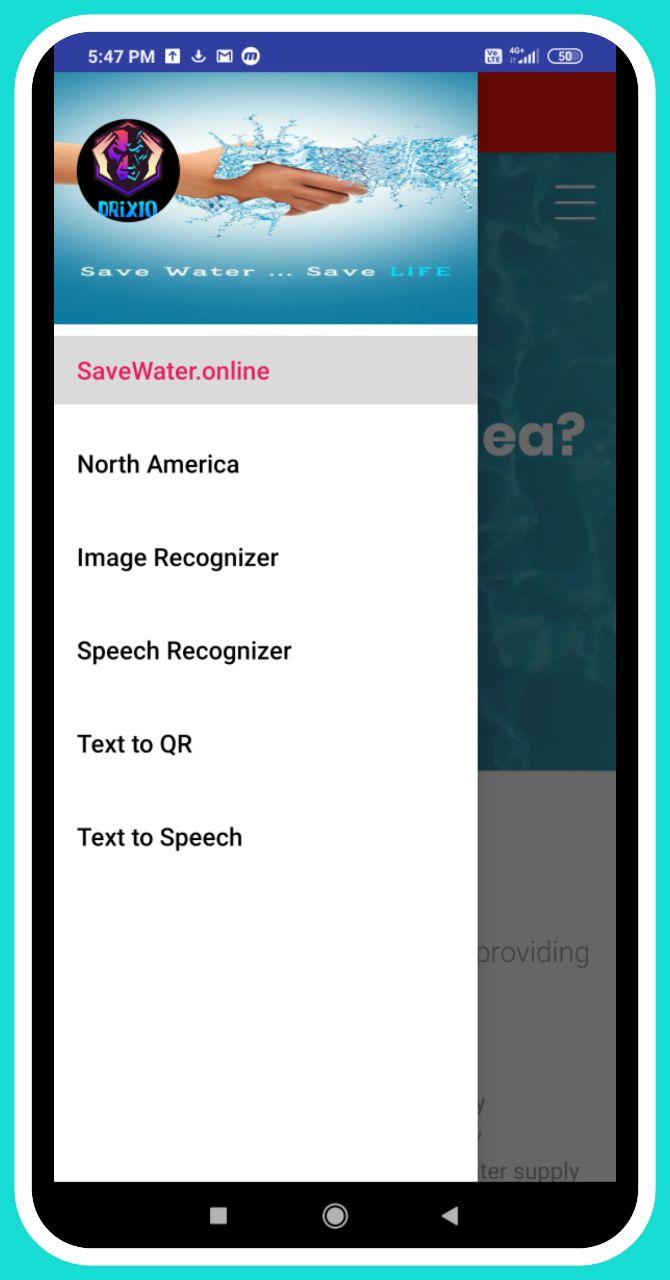 5:47 PM
Vo LTE 4G+ 50
DRiX10
Save Water ... Save LIFE
SaveWater.online
ea?
North America
Image Recognizer
Speech Recognizer
Text to QR
Text to Speech
providing
y
y
ter supply